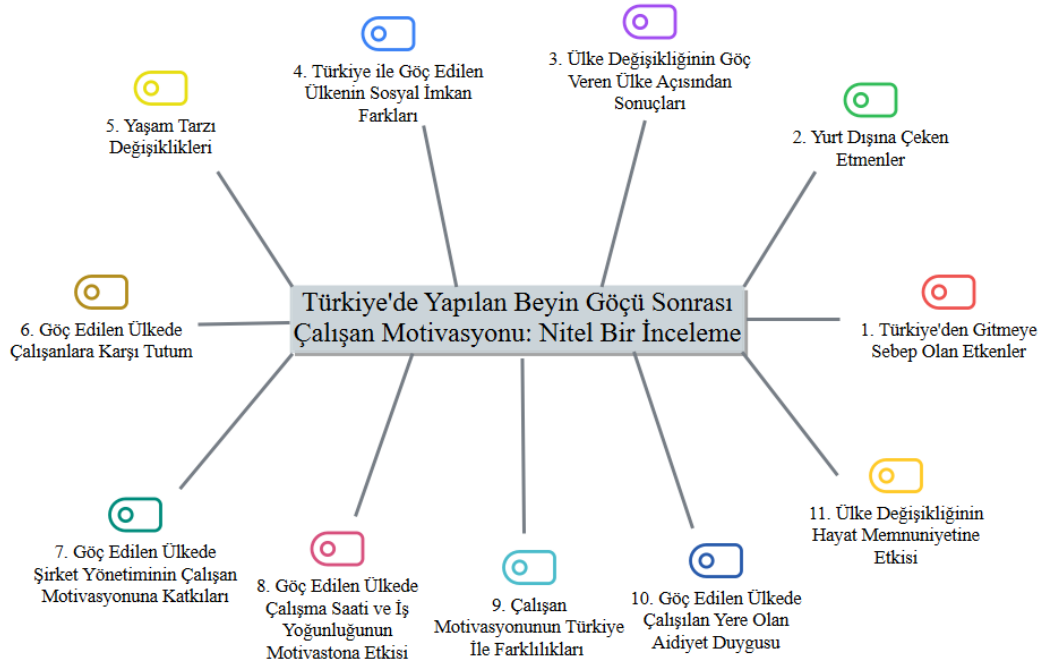 4. Türkiye ile Göç Edilen
Ülkenin Sosyal İmkan
Farkları
3. Ülke Değişikliğinin Göç
Veren Ülke Açısından
Sonuçları
5. Yaşam Tarzı
Değişiklikleri
2. Yurt Dışına Çeken
Etmenler
Türkiye'de Yapılan Beyin Göçü Sonrası
Çalışan Motivasyonu: Nitel Bir İnceleme
6. Göç Edilen Ülkede
Çalışanlara Karşı Tutum
1. Türkiye'den Gitmeye
Sebep Olan Etkenler
7. Göç Edilen Ülkede
Şirket Yönetiminin Çalışan
Motivasyonuna Katkıları
8. Göç Edilen Ülkede
Çalışma Saati ve İş
Yoğunluğunun
Motivastona Etkisi
9. Çalışan
Motivasyonunun Türkiye
İle Farklılıkları
10. Göç Edilen Ülkede
Çalışılan Yere Olan
Aidiyet Duygusu
11. Ülke Değişikliğinin
Hayat Memnuniyetine
Etkisi